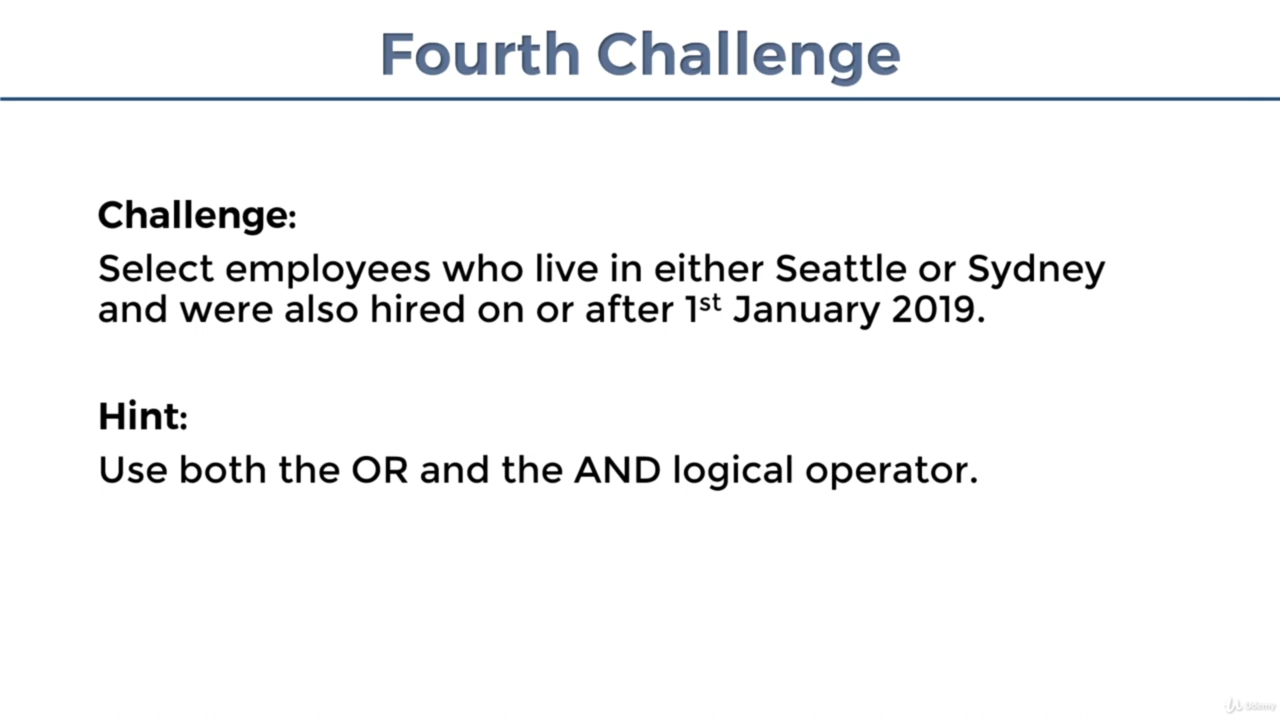 Fourth Challenge
Challenge:
Select employees who live in either Seattle or Sydney
and were also hired on or after 1st January 2019.
Hint:
Use both the OR and the AND logical operator.
Udemy